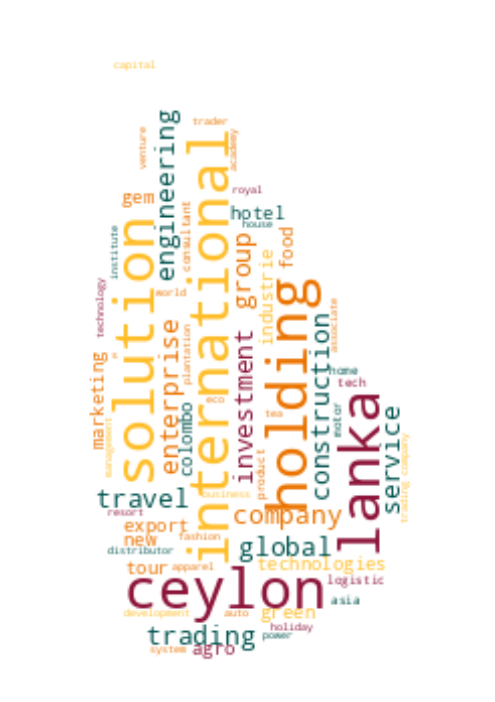 capital
trader
venture
engineering
academy
international
royal
gem
consultant
hotel
house
institute
solution
group
food
industrie
world
technology
holding
associate
enterprise
plantation
construction
marketing
investment
home
tech
eco
colombo
tea
motor
lanka
service
management
product
trading company
travel
business
resort
company
export
new
fashion
distributor
global
tour
apparel
technologies
ceylon
logistic
asia
development
auto
green
trading
holiday
power
system
agro